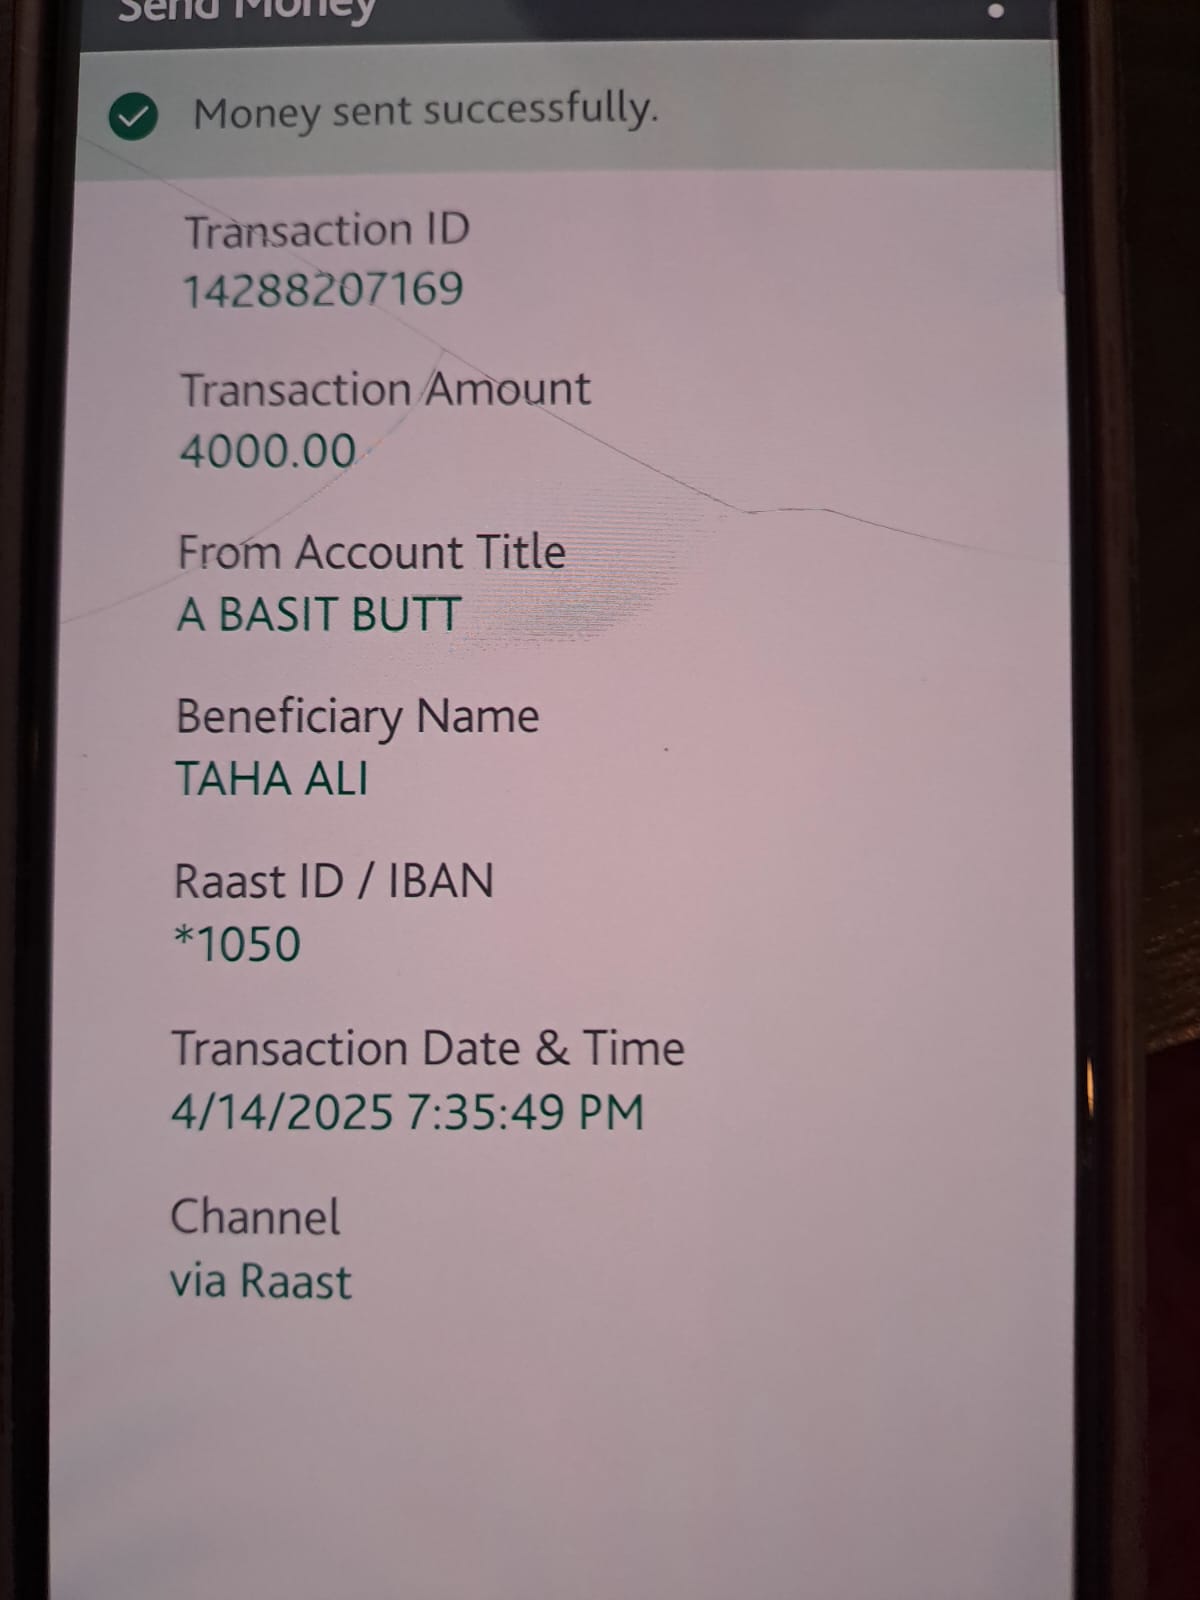 Send Money
Money sent successfully.
Transaction ID
14288207169
Transaction Amount
4000.00
From Account Title
A BASIT BUTT
Beneficiary Name
TAHA ALI
Raast ID / IBAN
*1050
Transaction Date & Time
4/14/2025 7:35:49 PM
Channel
via Raast